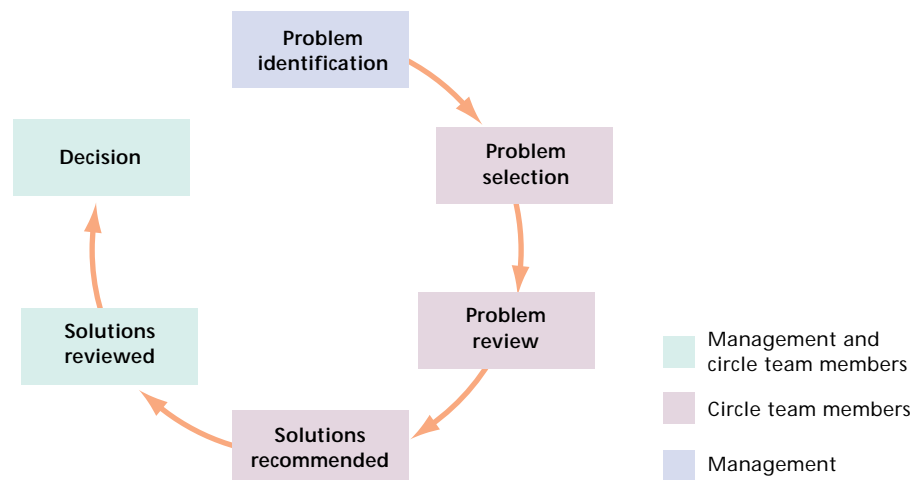 Problem
identification
Problem
selection
Problem
review
Solutions
recommended
Solutions
reviewed
Decision
Management and
circle team members
Circle team members
Management